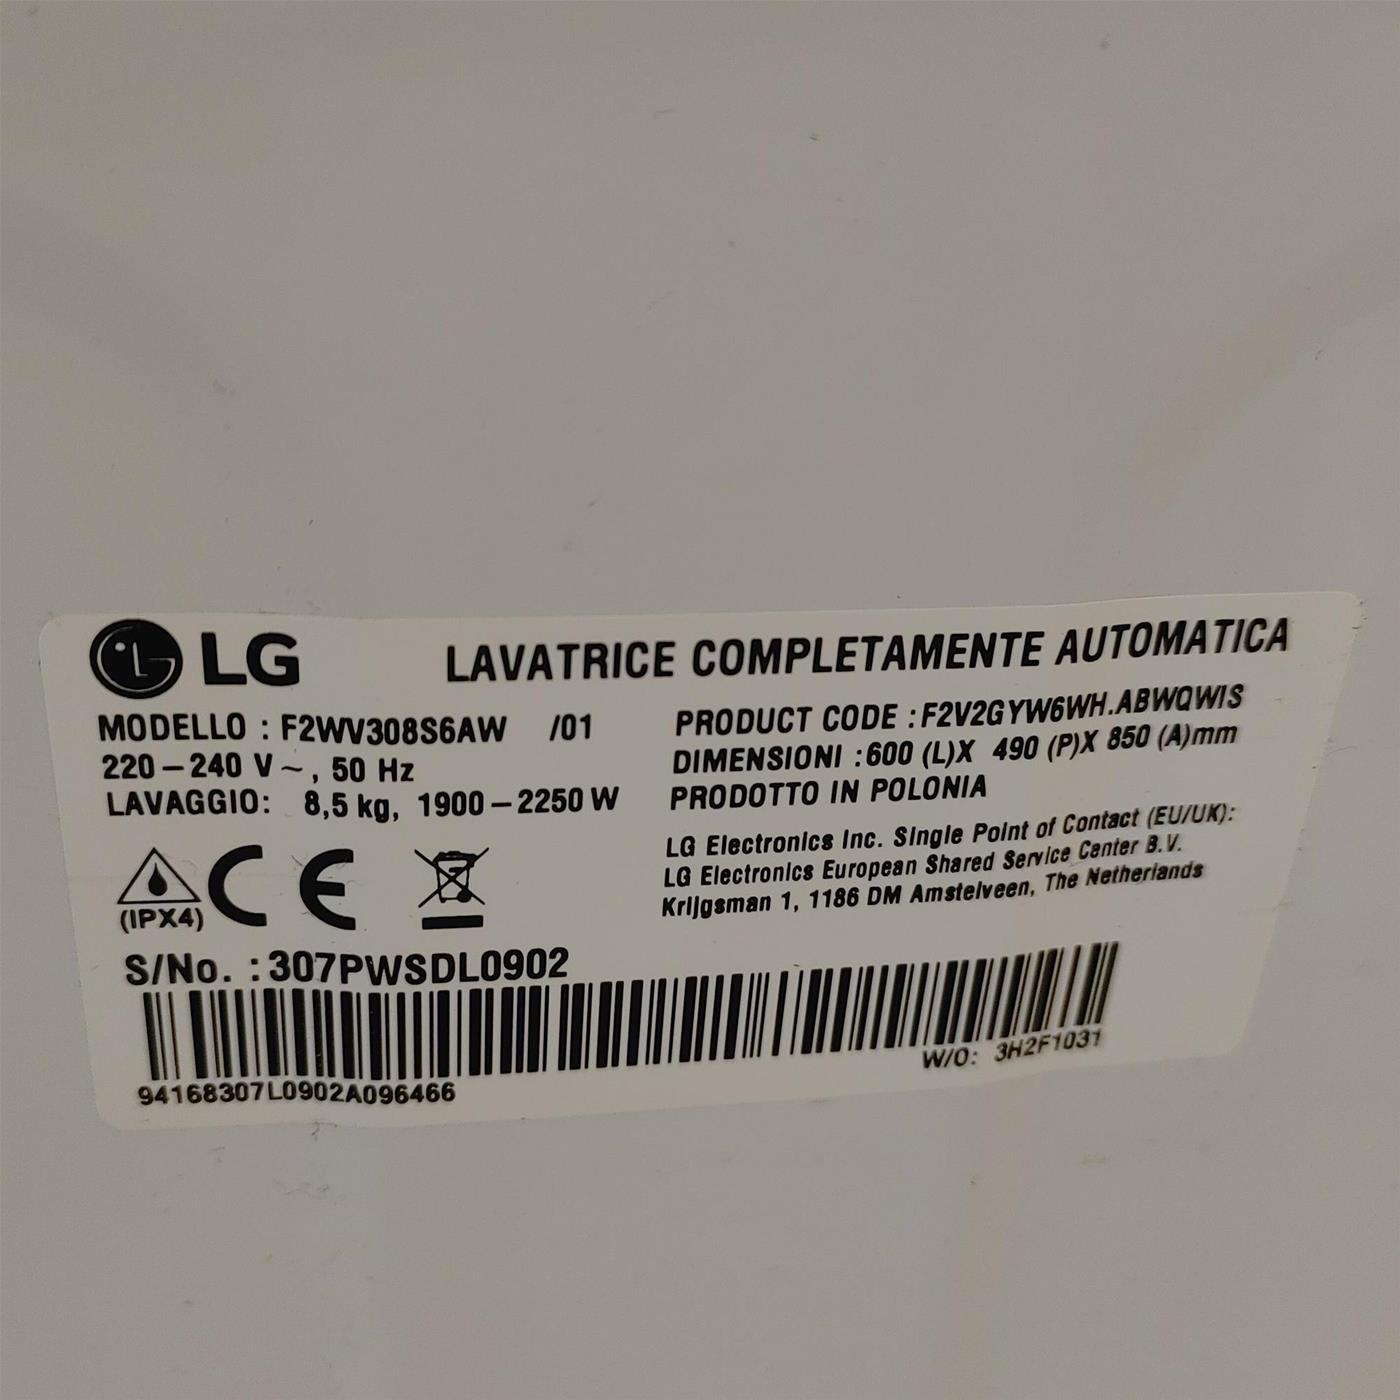 LG
LAVATRICE COMPLETAMENTE AUTOMATICA
MODELLO : F2WV308S6AW /01
220-240 V~, 50 Hz
LAVAGGIO: 8,5 kg, 1900-2250 W
PRODUCT CODE :F2V2GYW6WH.ABWQWIS
DIMENSIONI :600 (L)X 490 (P)X 850 (A)mm
PRODOTTO IN POLONIA
LG Electronics Inc. Single Point of Contact (EU/UK):
LG Electronics European Shared Service Center B.V.
Krijgsman 1, 1186 DM Amstelveen, The Netherlands
CE
(IPX4)
S/No. :307PWSDL0902
94168307L0902A096466
W/O: 3H2F1031